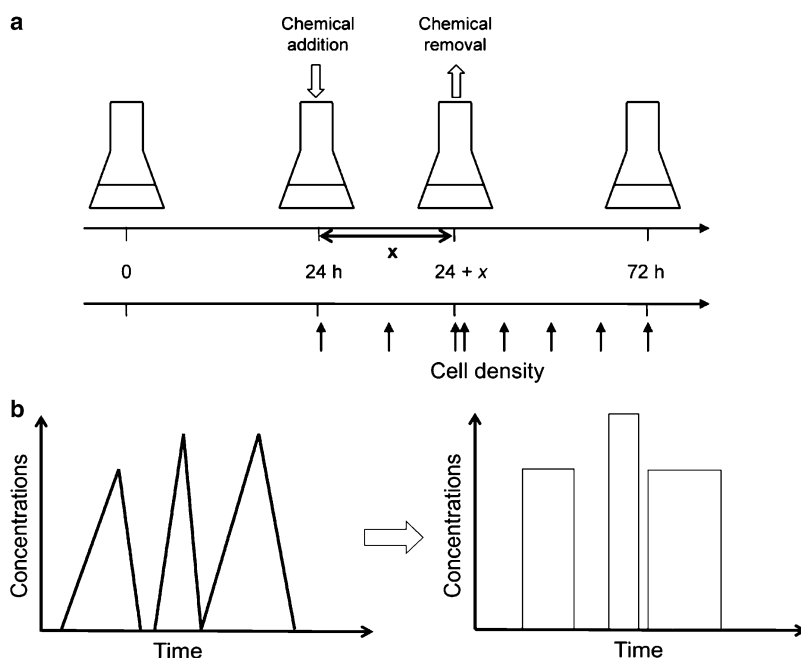 a
Chemical
addition
Chemical
removal
x
0
24 h
24 + x
72 h
Cell density
b
Concentrations
Time
Concentrations
Time